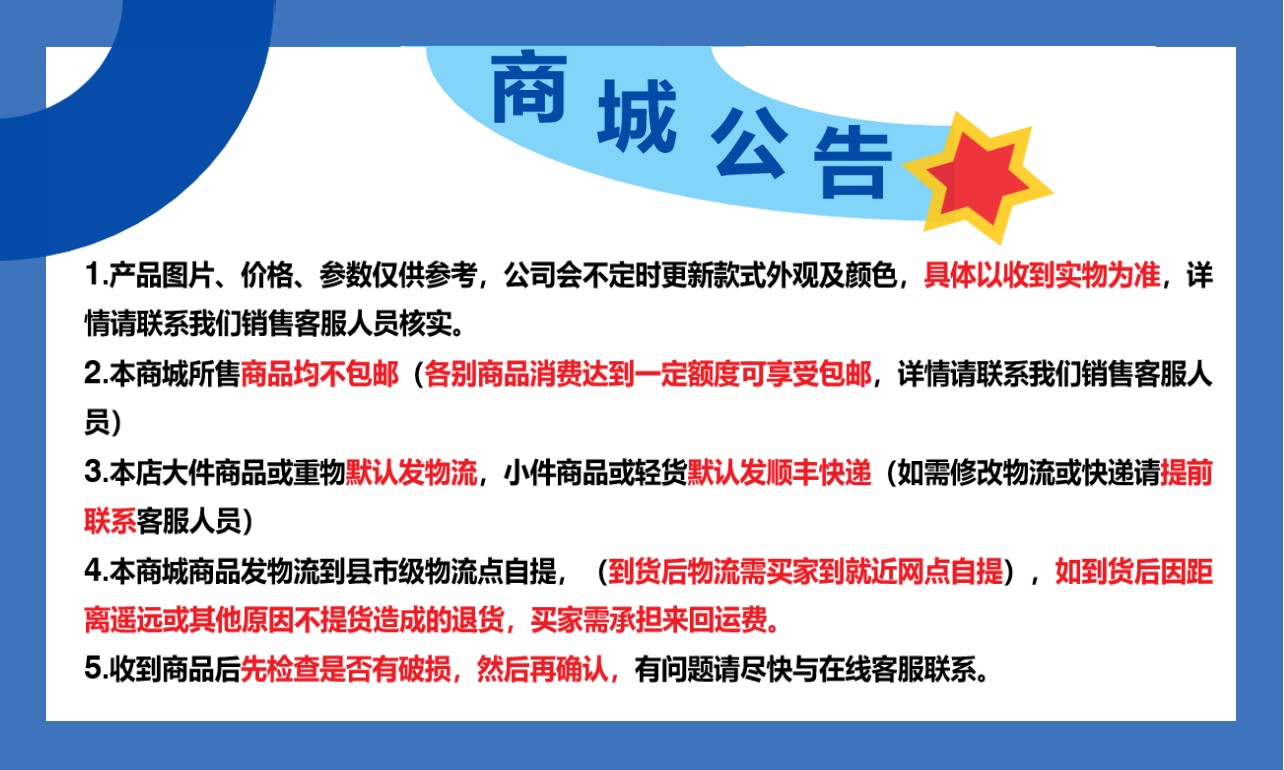 商城公告
1.产品图片、价格、参数仅供参考，公司会不定时更新款式外观及颜色，具体以收到实物为准，详
情请联系我们销售客服人员核实。
2.本商城所售商品均不包邮（各别商品消费达到一定额度可享受包邮，详情请联系我们销售客服人
员）
3.本店大件商品或重物默认发物流，小件商品或轻货默认发顺丰快递（如需修改物流或快递请提前
联系客服人员）
4.本商城商品发物流到县市级物流点自提，（到货后物流需买家到就近网点自提），如到货后因距
离遥远或其他原因不提货造成的退货，买家需承担来回运费。
5.收到商品后先检查是否有破损，然后再确认，有问题请尽快与在线客服联系。